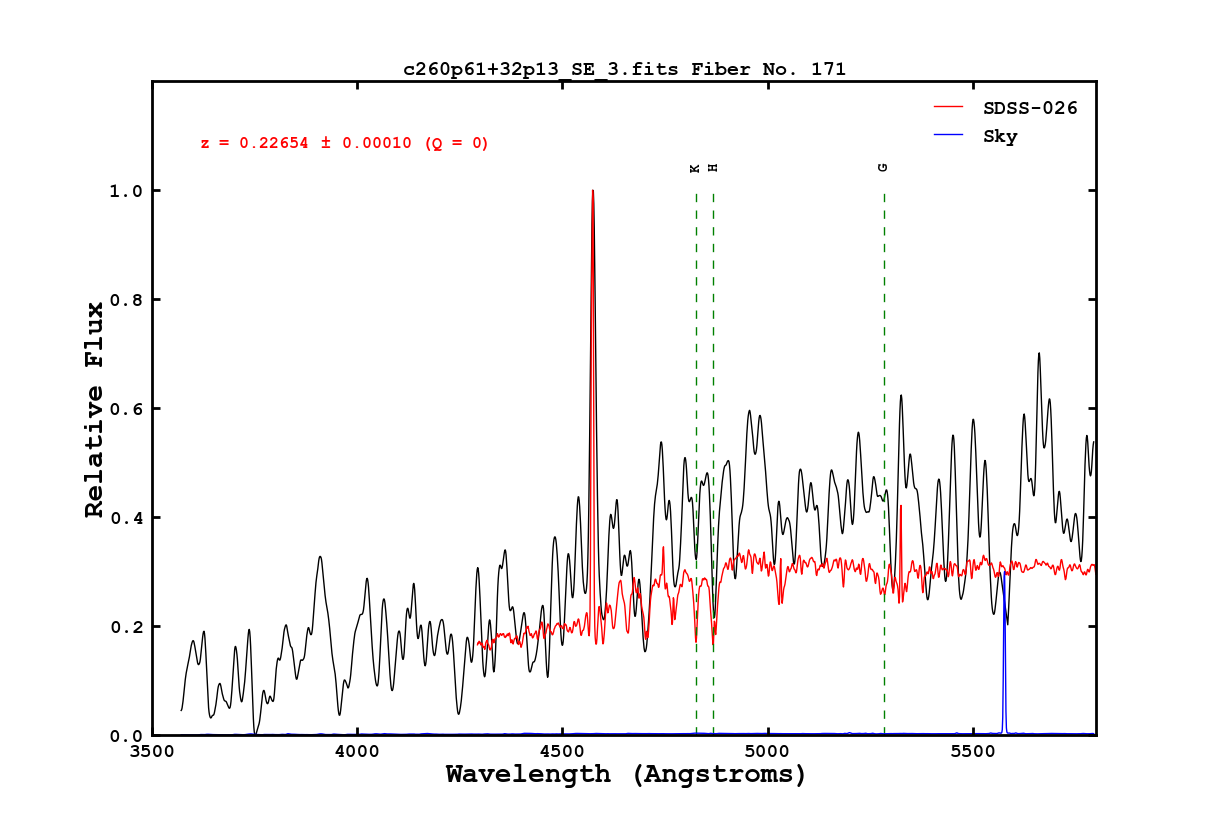 c260p61+32p13_SE_3.fits Fiber No. 171
SDSS-026
Sky
z = 0.22654 ± 0.00010 (Q = 0)
K
H
G
1.0
0.8
0.6
0.4
0.2
0.0
Relative Flux
3500
4000
4500
5000
5500
Wavelength (Angstroms)